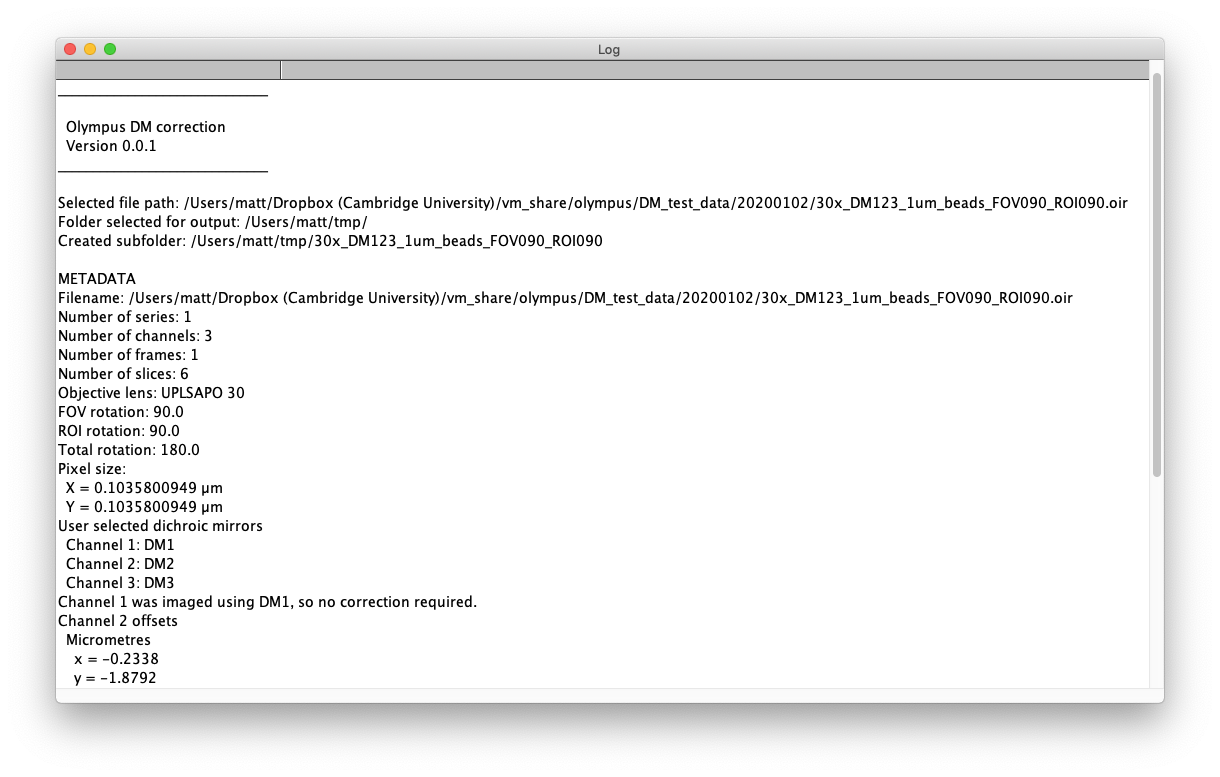 Log
Olympus DM correction
Version 0.0.1
Selected file path: /Users/matt/Dropbox (Cambridge University)/vm_share/olympus/DM_test_data/20200102/30x_DM123_1um_beads_FOV090_ROI090.oir
Folder selected for output: /Users/matt/tmp/
Created subfolder: /Users/matt/tmp/30x_DM123_1um_beads_FOV090_ROI090
METADATA
Filename: /Users/matt/Dropbox (Cambridge University)/vm_share/olympus/DM_test_data/20200102/30x_DM123_1um_beads_FOV090_ROI090.oir
Number of series: 1
Number of channels: 3
Number of frames: 1
Number of slices: 6
Objective lens: UPLSAPO 30
FOV rotation: 90.0
ROI rotation: 90.0
Total rotation: 180.0
Pixel size:
X = 0.1035800949 µm
Y = 0.1035800949 µm
User selected dichroic mirrors
Channel 1: DM1
Channel 2: DM2
Channel 3: DM3
Channel 1 was imaged using DM1, so no correction required.
Channel 2 offsets
Micrometres
x = -0.2338
y = -1.8792